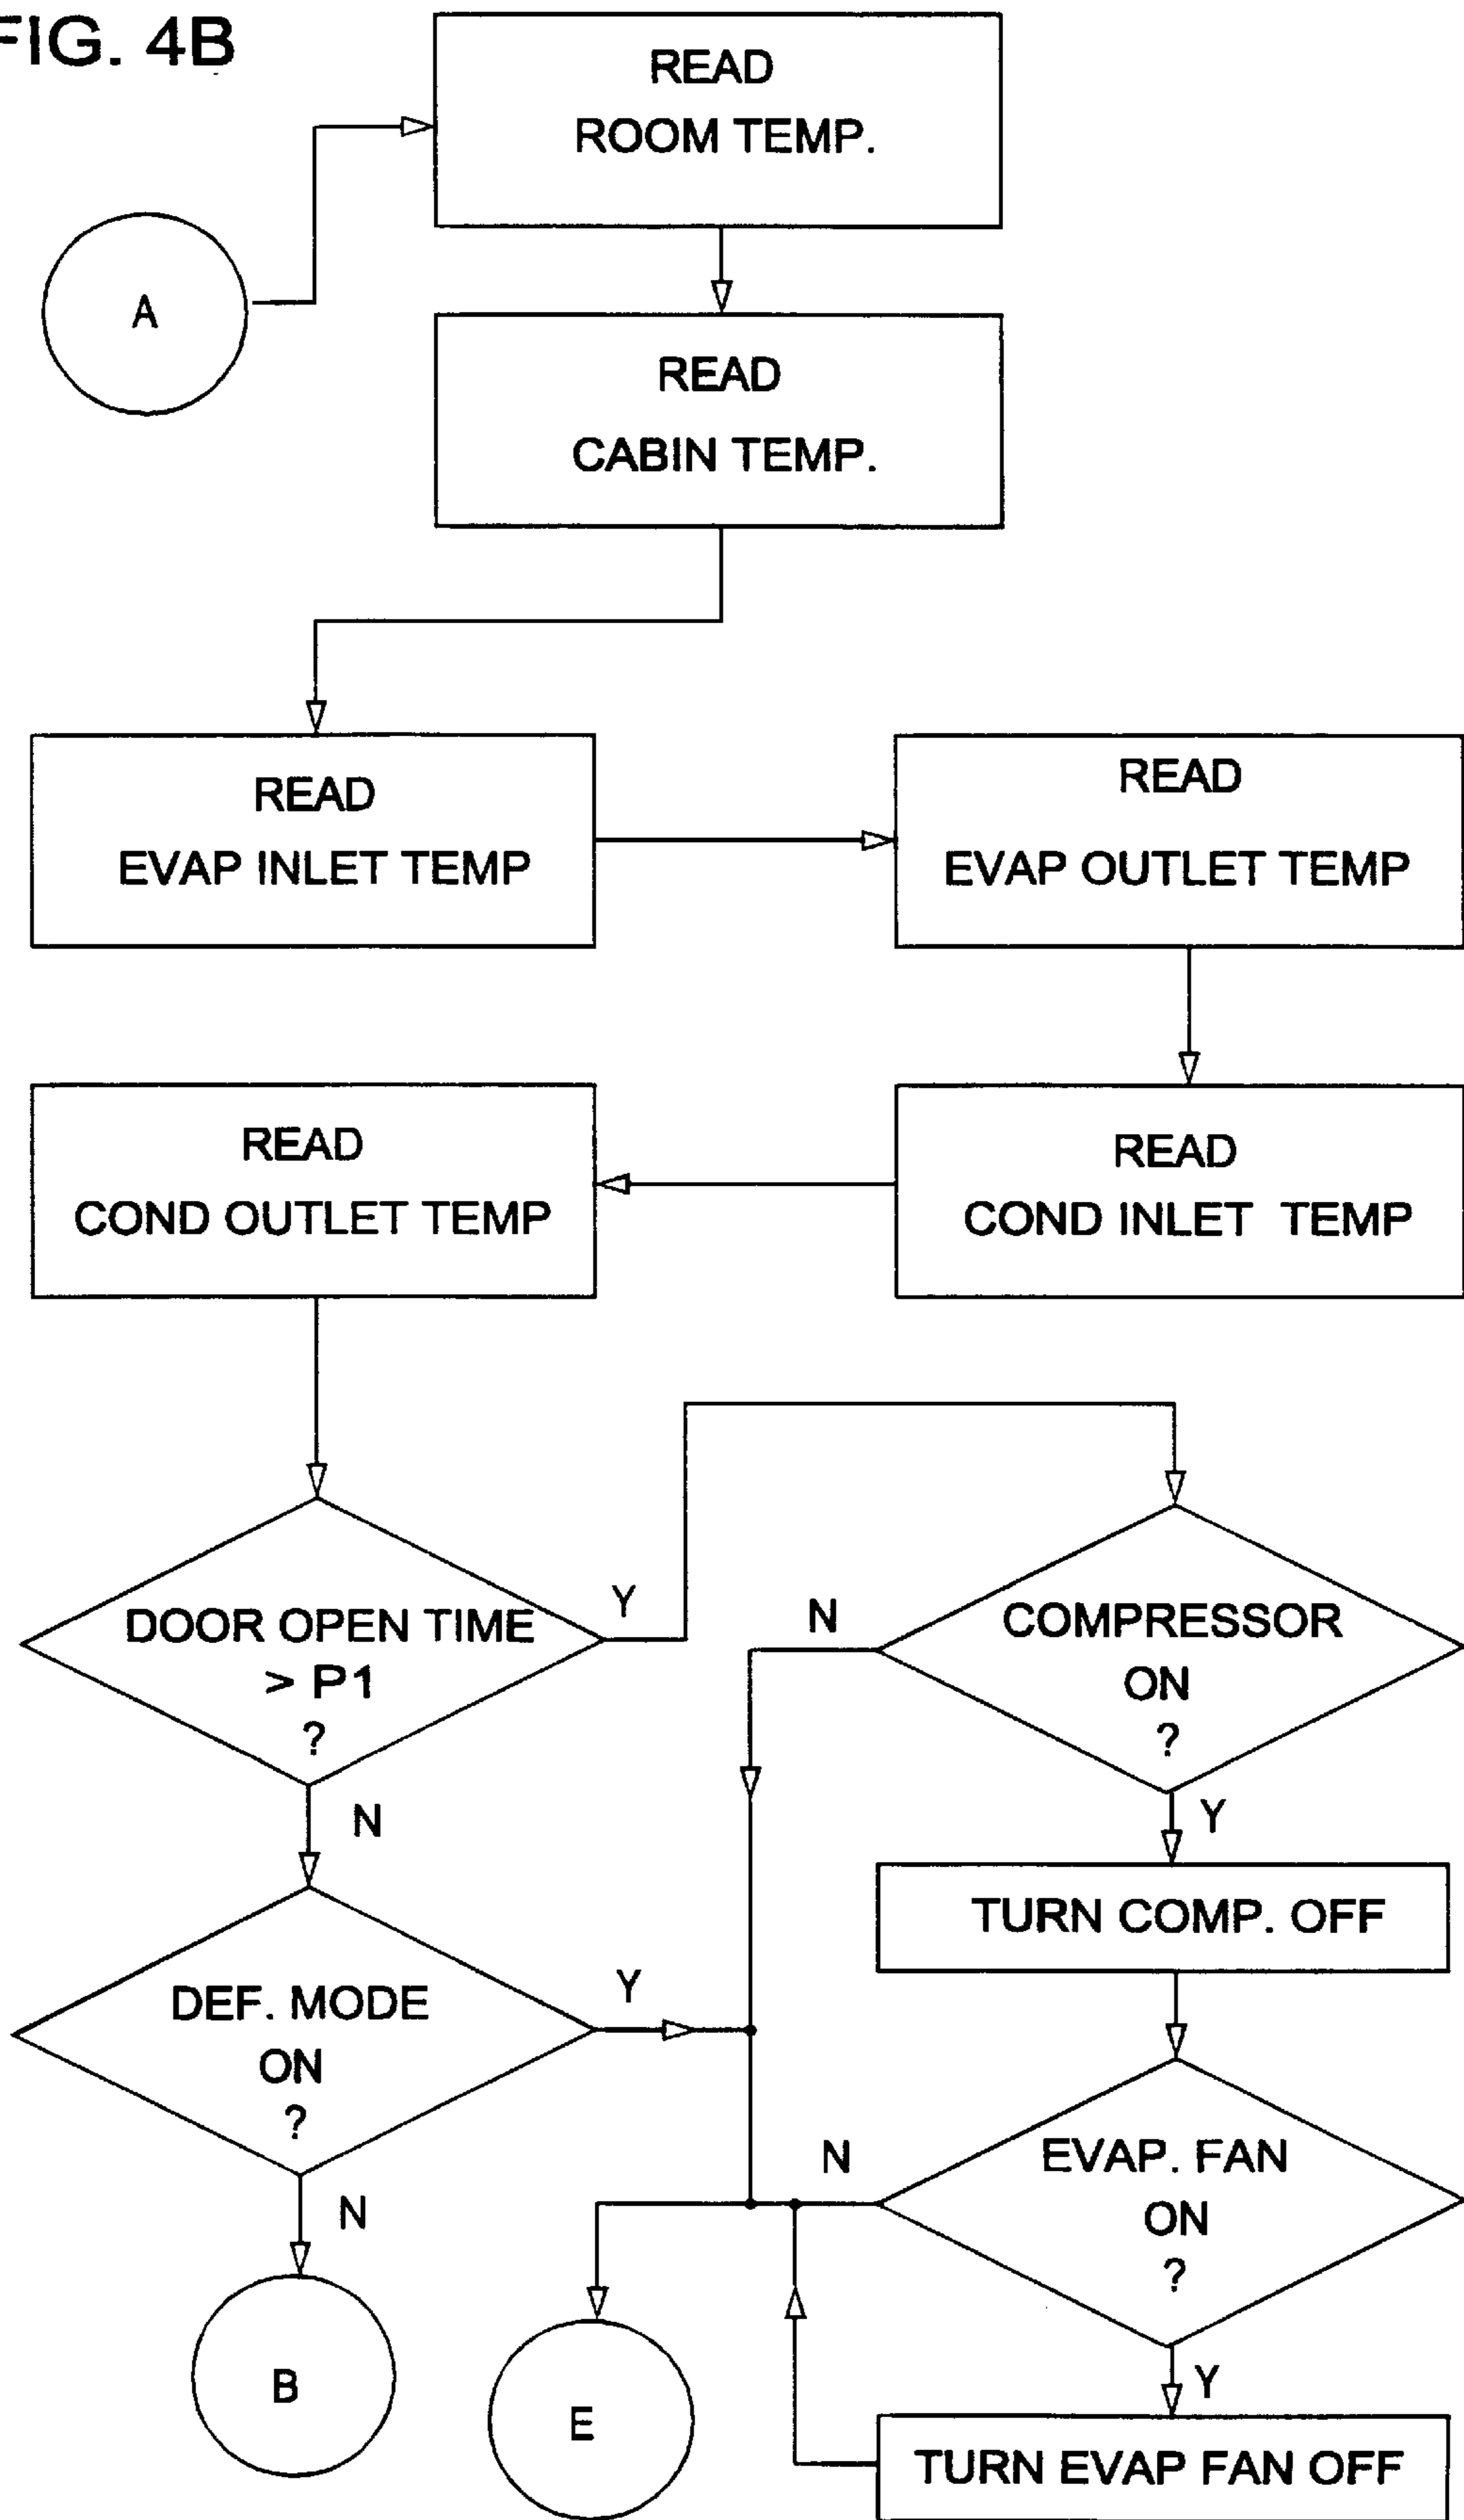 FIG. 4B
READ
ROOM TEMP.
A
READ
CABIN TEMP.
READ
EVAP INLET TEMP
READ
EVAP OUTLET TEMP
READ
COND OUTLET TEMP
READ
COND INLET TEMP
DOOR OPEN TIME
> P1
?
Y
N
COMPRESSOR
ON
?
N
Y
TURN COMP. OFF
DEF. MODE
ON
?
Y
N
EVAP. FAN
ON
?
N
Y
B
E
TURN EVAP FAN OFF